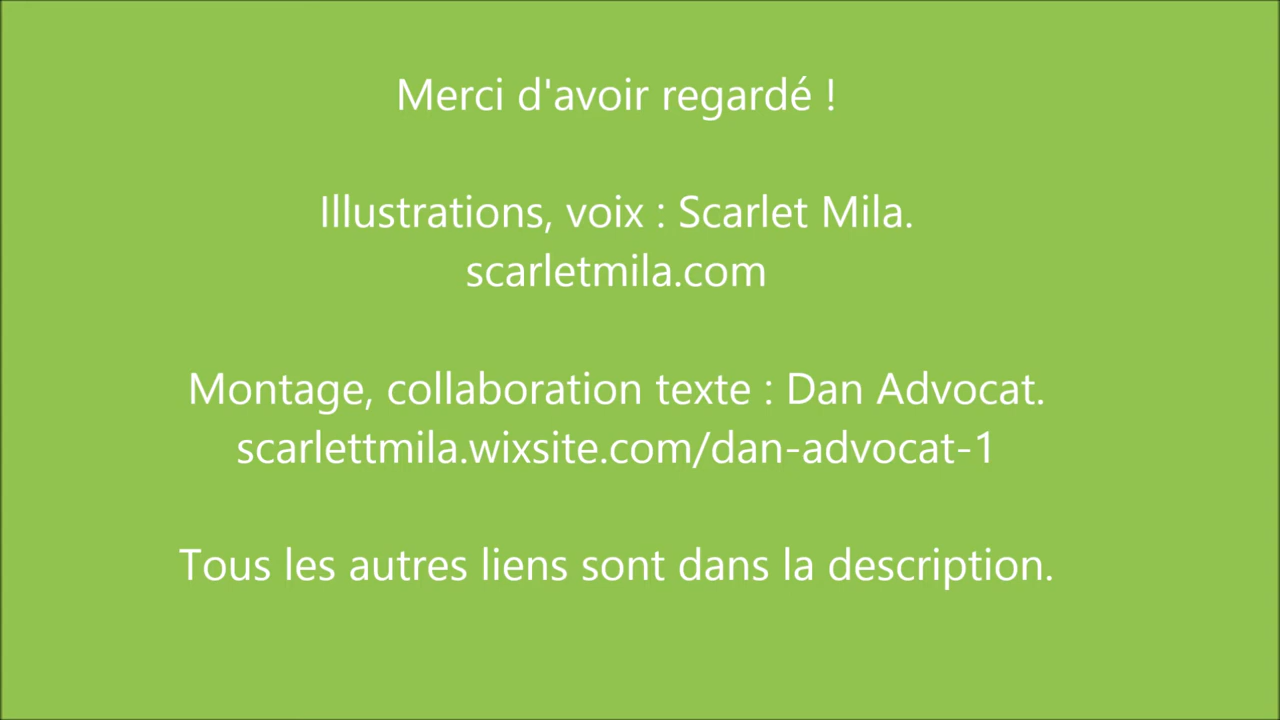 Merci d'avoir regardé !
Illustrations, voix : Scarlet Mila.
scarletmila.com
Montage, collaboration texte : Dan Advocat.
scarlettmila.wixsite.com/dan-advocat-1
Tous les autres liens sont dans la description.